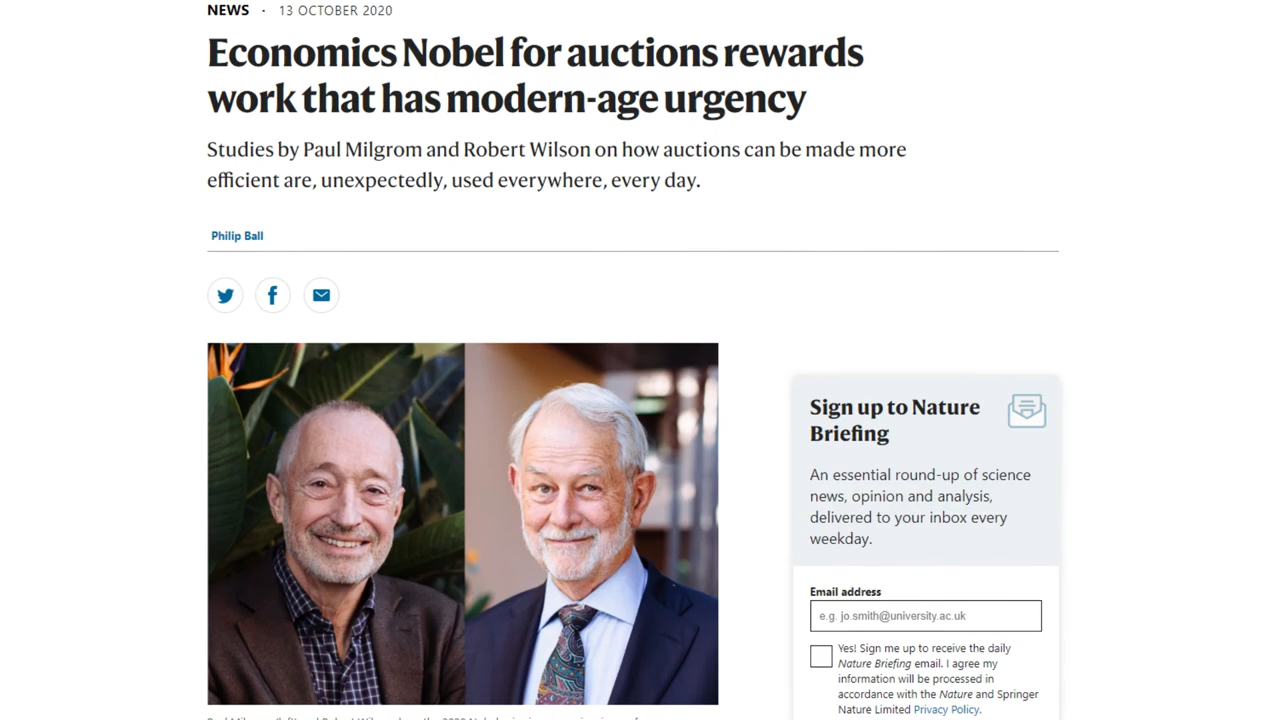 NEWS · 13 OCTOBER 2020
Economics Nobel for auctions rewards
work that has modern-age urgency
Studies by Paul Milgrom and Robert Wilson on how auctions can be made more
efficient are, unexpectedly, used everywhere, every day.
Philip Ball
Sign up to Nature
Briefing
An essential round-up of science
news, opinion and analysis,
delivered to your inbox every
weekday.
Email address
e.g. jo.smith@university.ac.uk
Yes! Sign me up to receive the daily
Nature Briefing email. I agree my
information will be processed in
accordance with the Nature and Springer
Nature Limited Privacy Policy.